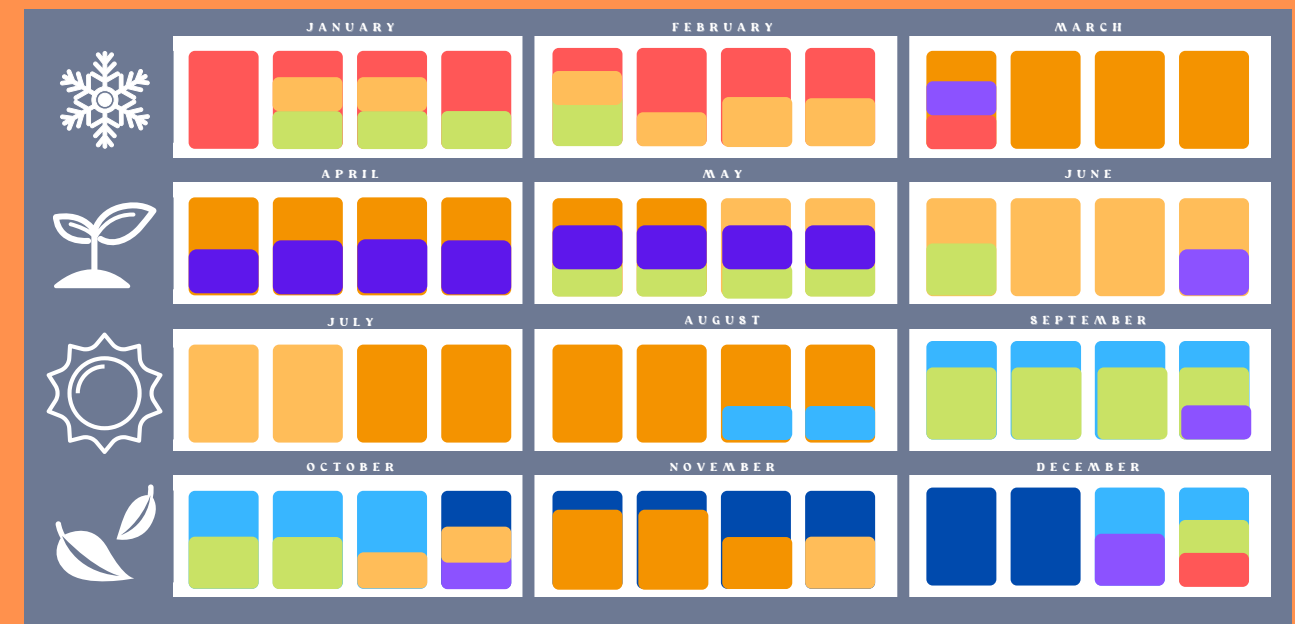 JANUARY
FEBRUARY
MARCH
APRIL
MAY
JUNE
JULY
AUGUST
SEPTEMBER
OCTOBER
NOVEMBER
DECEMBER